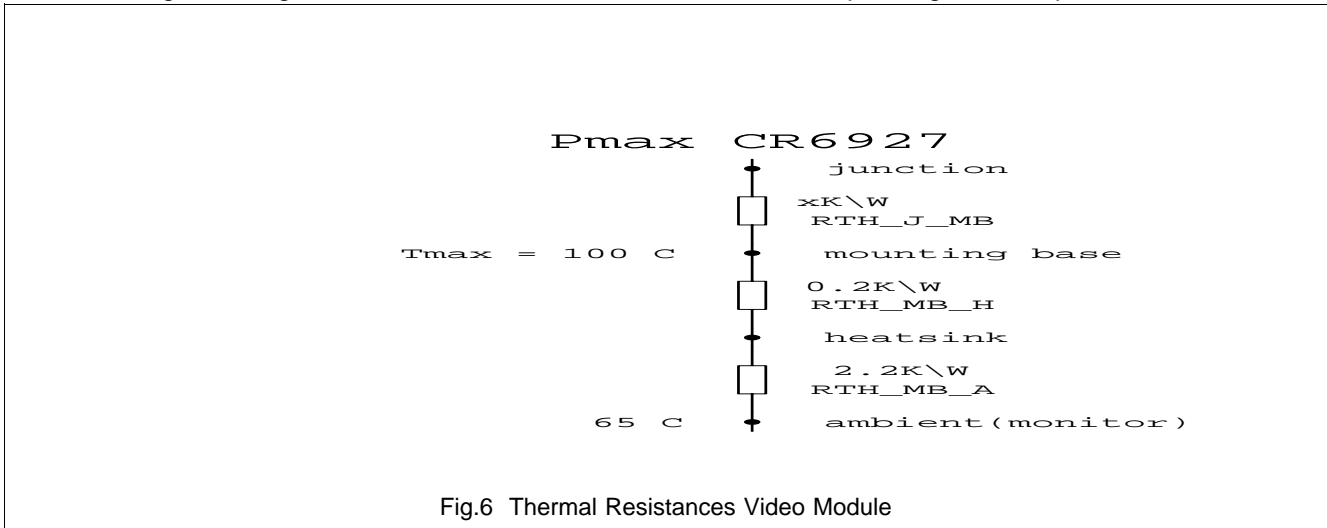 Pmax CR6927
junction
xK\W
RTH_J_MB
Tmax = 100 C mounting base
0.2K\W
RTH_MB_H
heatsink
2.2K\W
RTH_MB_A
65 C ambient(monitor)
Fig.6 Thermal Resistances Video Module